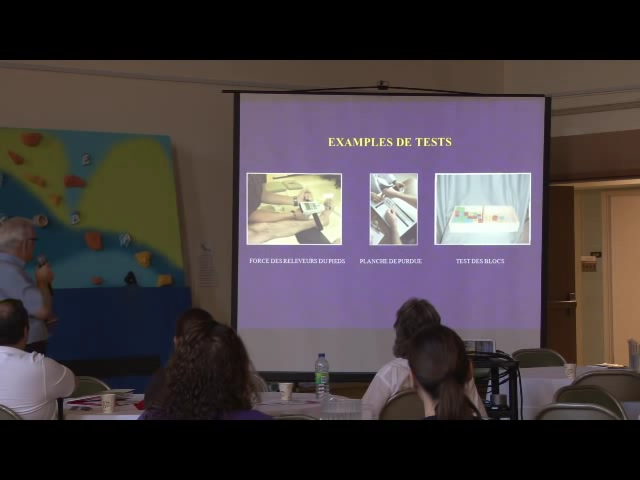 EXAMPLES DE TESTS
FORCE DES RELEVEURS DU PIEDS
PLANCHE DE PURDUE
TEST DES BLOCS